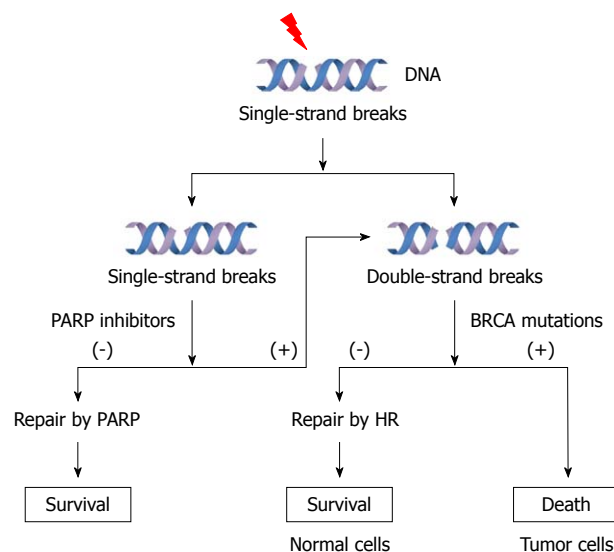 DNA
Single-strand breaks
Single-strand breaks
Double-strand breaks
PARP inhibitors
BRCA mutations
(-)
(+)
(-)
(+)
Repair by PARP
Repair by HR
Survival
Survival
Death
Normal cells
Tumor cells